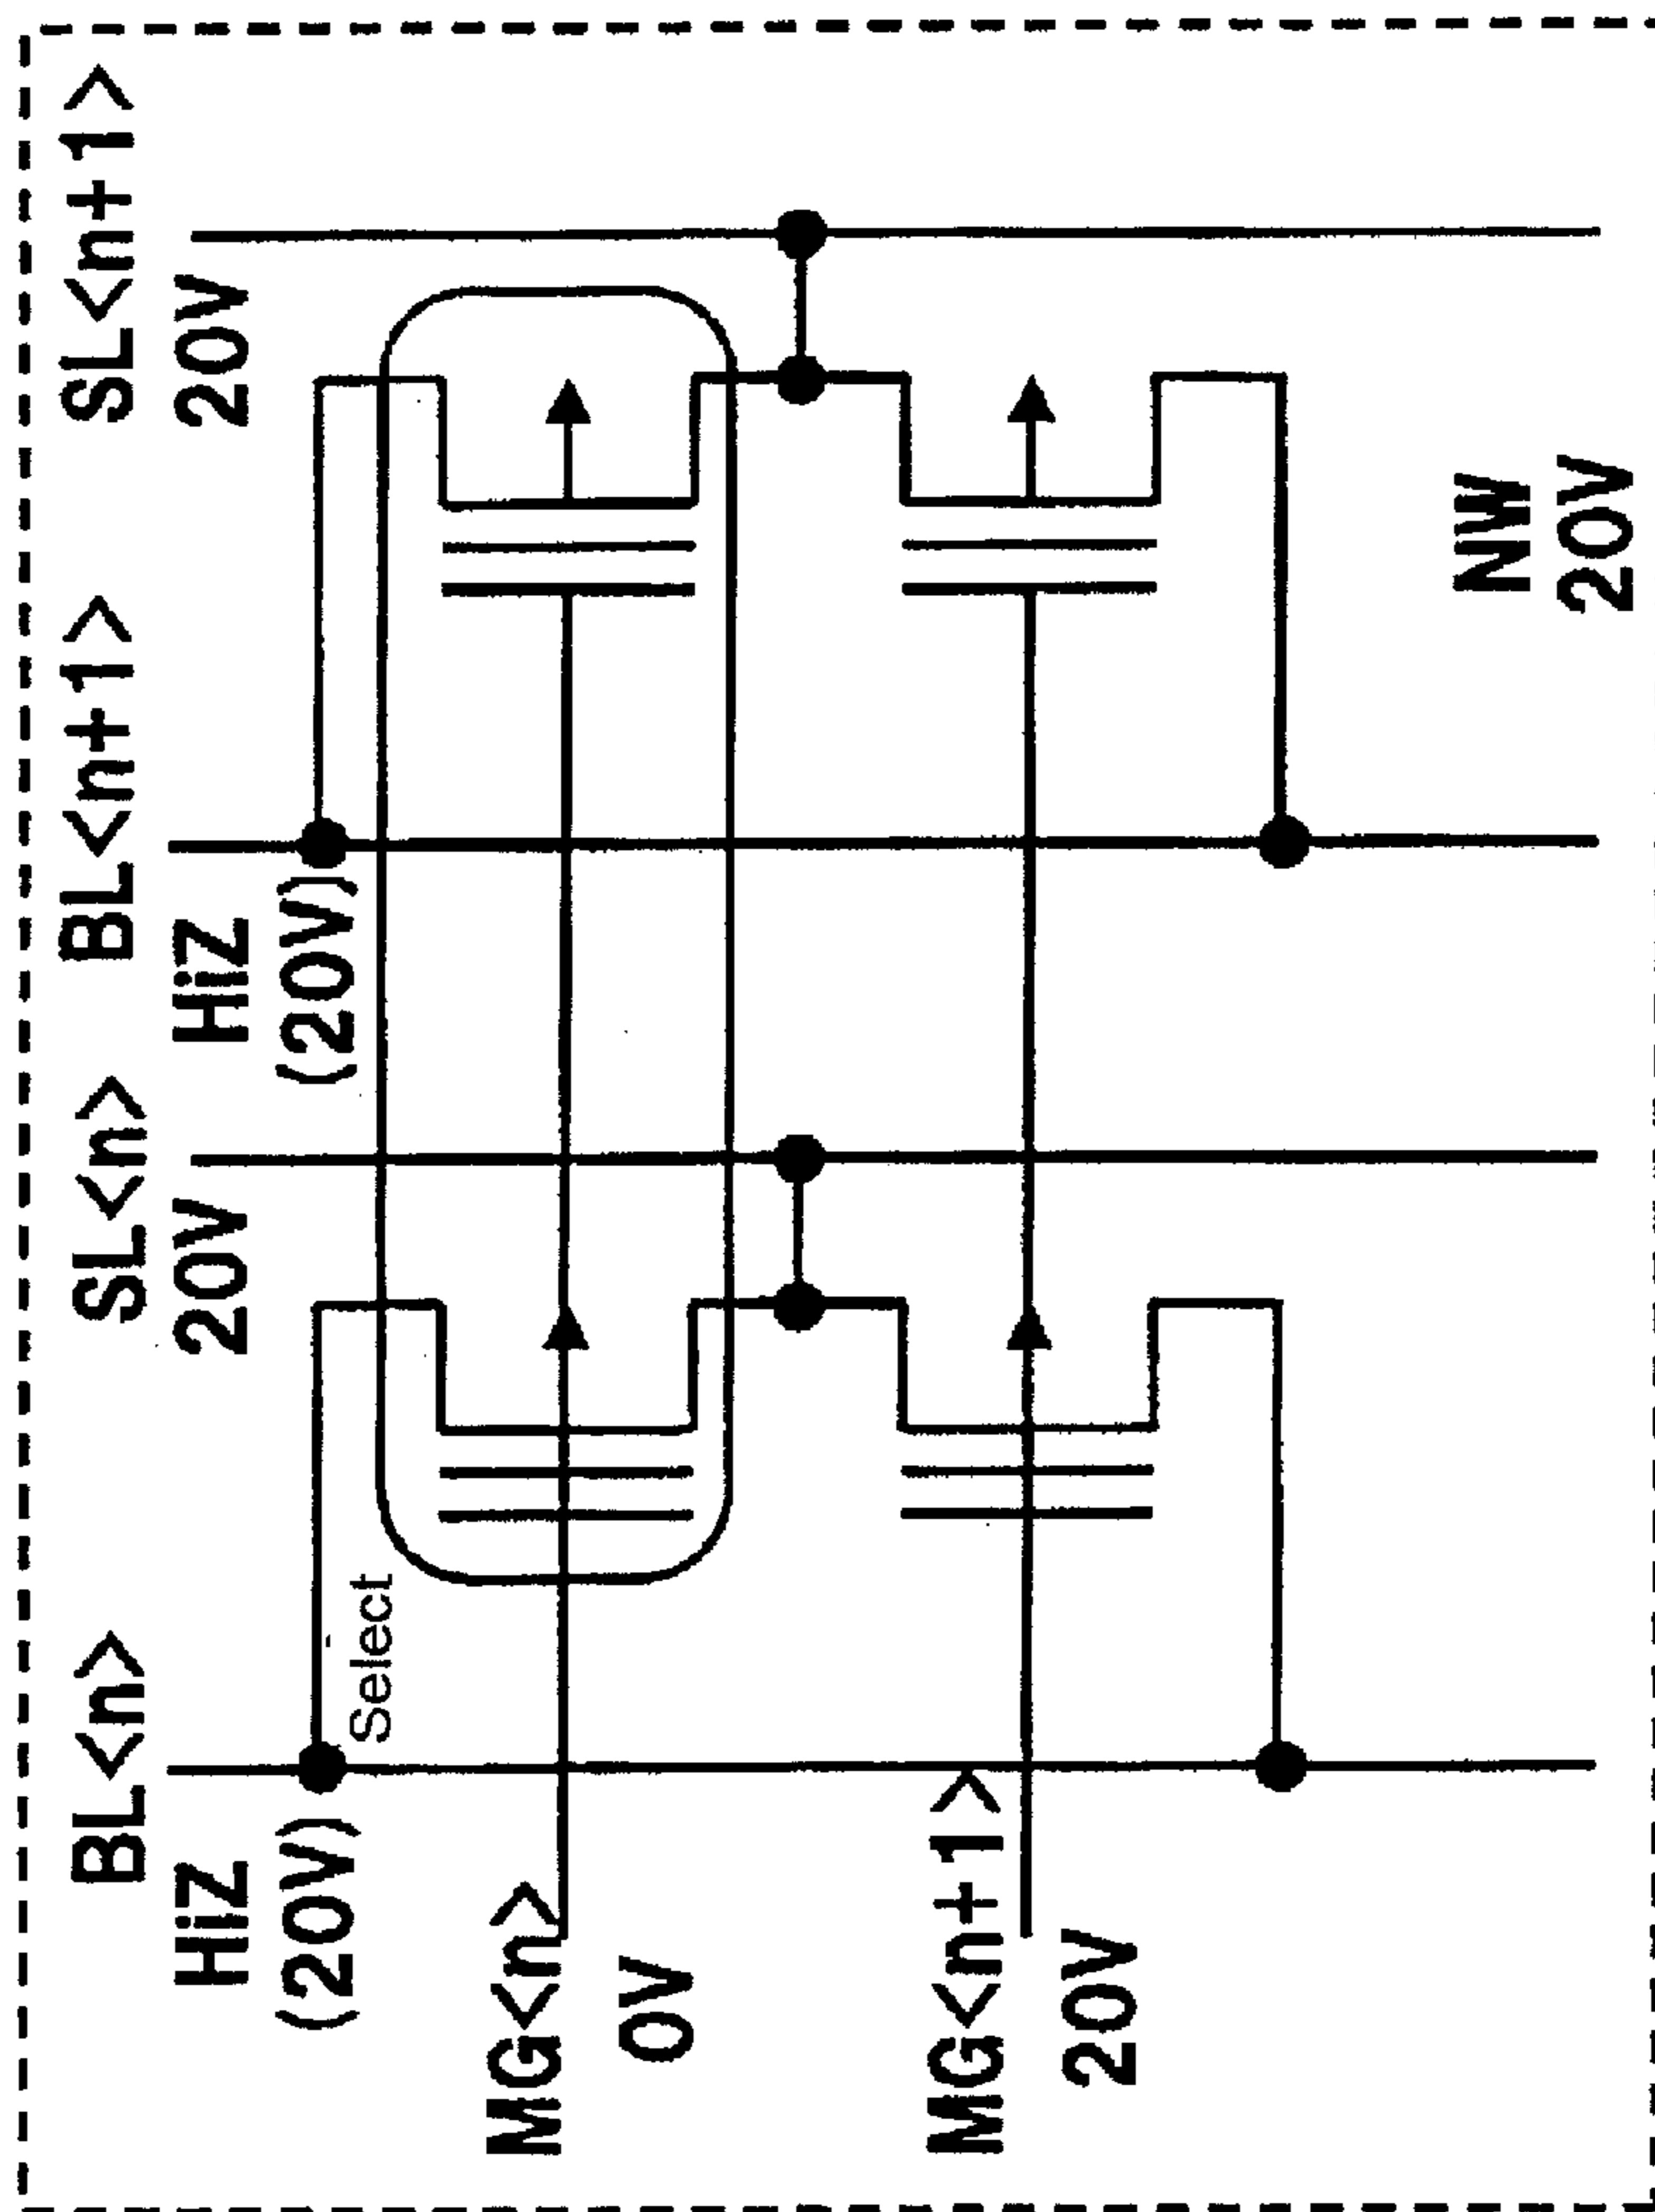 BL<n>
SL<n>
BL<n+1>
SL<n+1>
HiZ
(20V)
20V
HiZ
(20V)
20V
Select
MG<n>
0V
MG<n+1>
20V
NW
20V